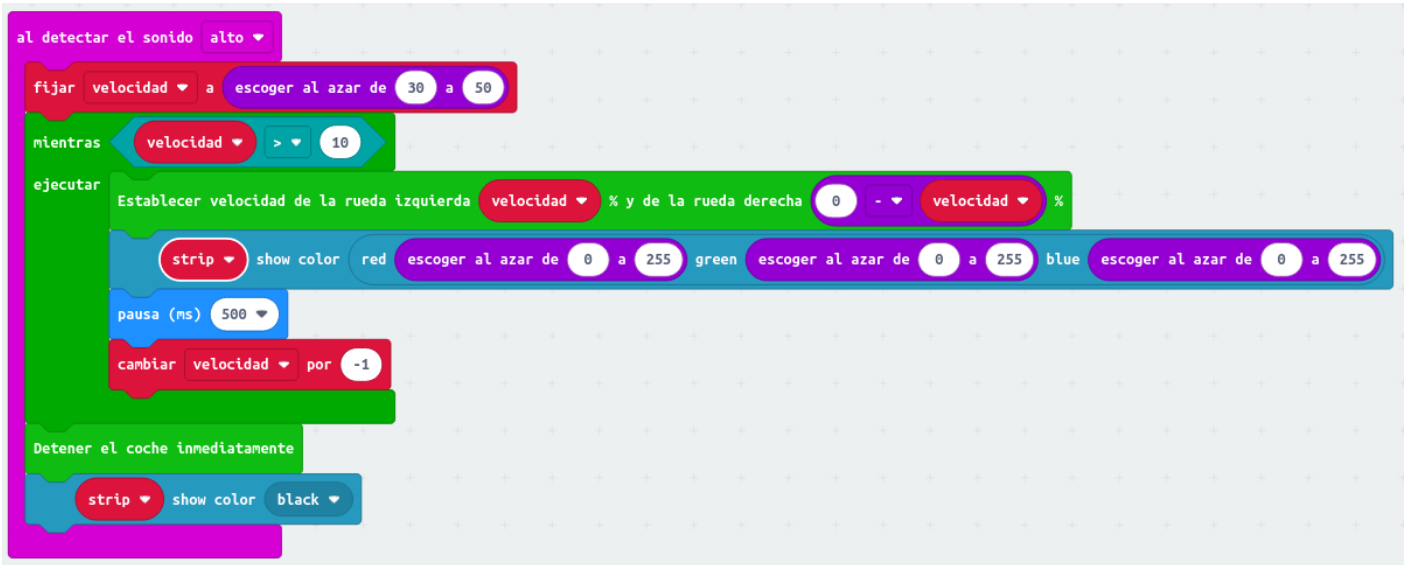 al detectar el sonido alto
fijar velocidad a escoger al azar de 30 a 50
mientras velocidad > 10
ejecutar
Establecer velocidad de la rueda izquierda velocidad % y de la rueda derecha 0 - velocidad %
strip show color red escoger al azar de 0 a 255 green escoger al azar de 0 a 255 blue escoger al azar de 0 a 255
pausa (ms) 500
cambiar velocidad por -1
Detener el coche inmediatamente
strip show color black